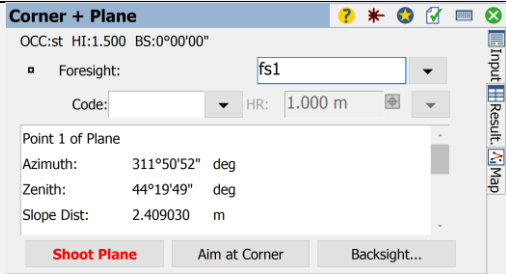 Corner + Plane
OCC:st HI:1.500 BS:0°00'00"
Foresight: fs1
Code: HR: 1.000 m
Point 1 of Plane
Azimuth: 311°50'52" deg
Zenith: 44°19'49" deg
Slope Dist: 2.409030 m
Shoot Plane Aim at Corner Backsight...
Input
Result.
Map